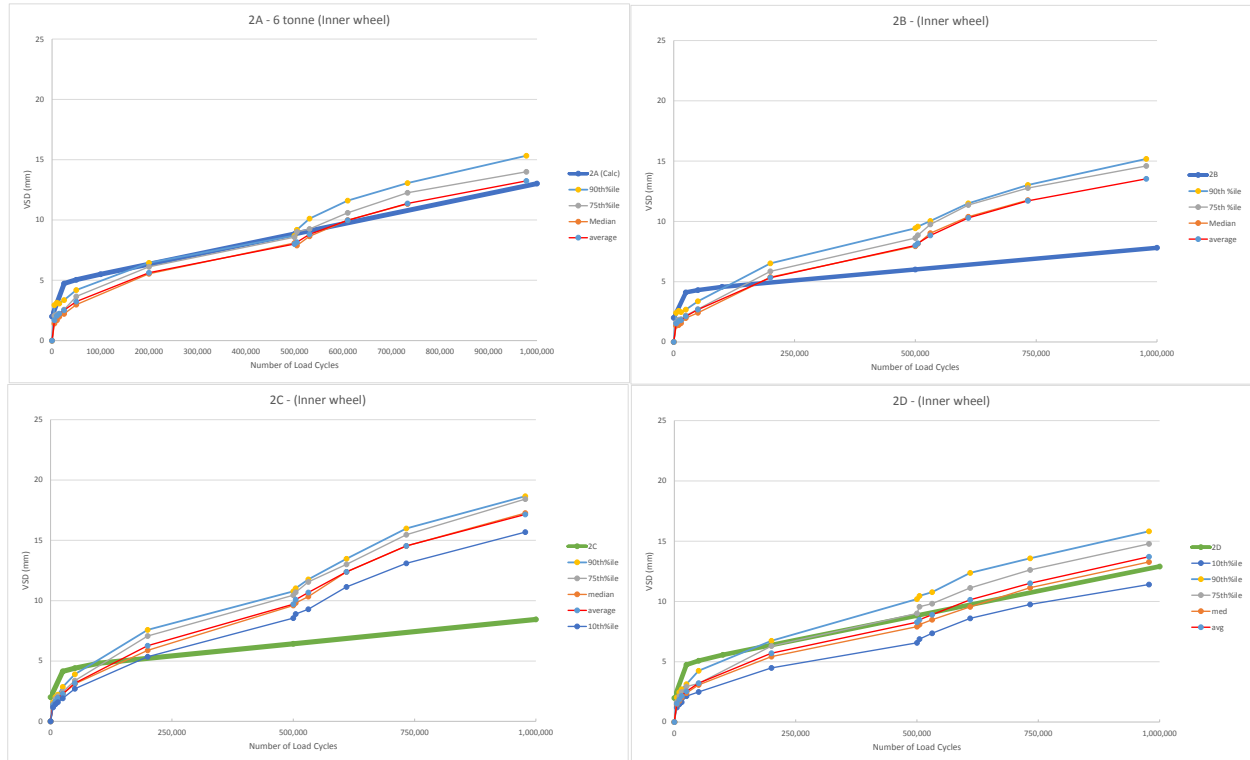 2A - 6 tonne (Inner wheel)
25
20
15
10
5
0
VSD (mm)
0
100,000
200,000
300,000
400,000
500,000
600,000
700,000
800,000
900,000
1,000,000
Number of Load Cycles
2A (Calc)
90th%ile
75th%ile
Median
average
2B - (Inner wheel)
25
20
15
10
5
0
VSD (mm)
0
250,000
500,000
750,000
1,000,000
Number of Load Cycles
2B
90th %ile
75th %ile
Median
average
2C - (Inner wheel)
25
20
15
10
5
0
VSD (mm)
0
250,000
500,000
750,000
1,000,000
Number of Load Cycles
2C
90th%ile
75th%ile
median
average
10th%ile
2D - (Inner wheel)
25
20
15
10
5
0
VSD (mm)
0
250,000
500,000
750,000
1,000,000
Number of Load Cycles
2D
10th%ile
90th%ile
75th%ile
med
avg